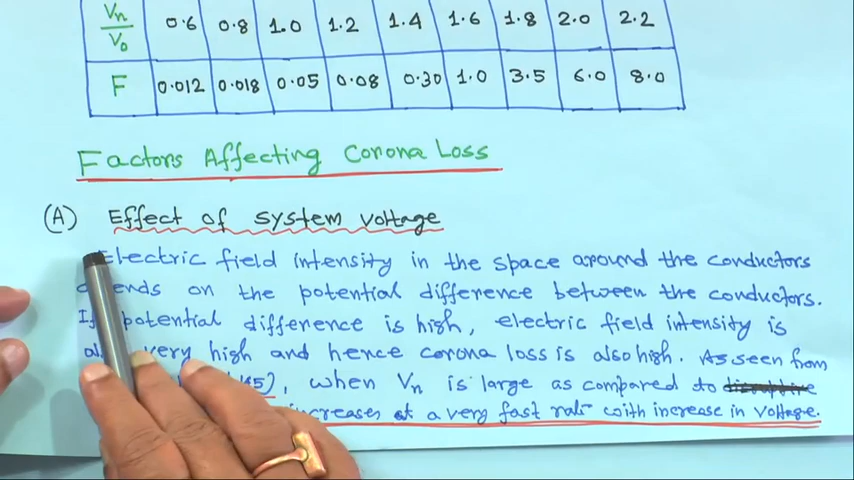 Vn/V0 0.6 0.8 1.0 1.2 1.4 1.6 1.8 2.0 2.2
F 0.012 0.018 0.05 0.08 0.30 1.0 3.5 6.0 8.0
Factors Affecting Corona Loss
(A) Effect of system voltage
Electric field intensity in the space around the conductors
on the potential difference between the conductors.
If potential difference is high, electric field intensity is
very high and hence corona loss is also high. As seen from
when Vn is large as compared to
increases at a very fast rate with increase in voltage.